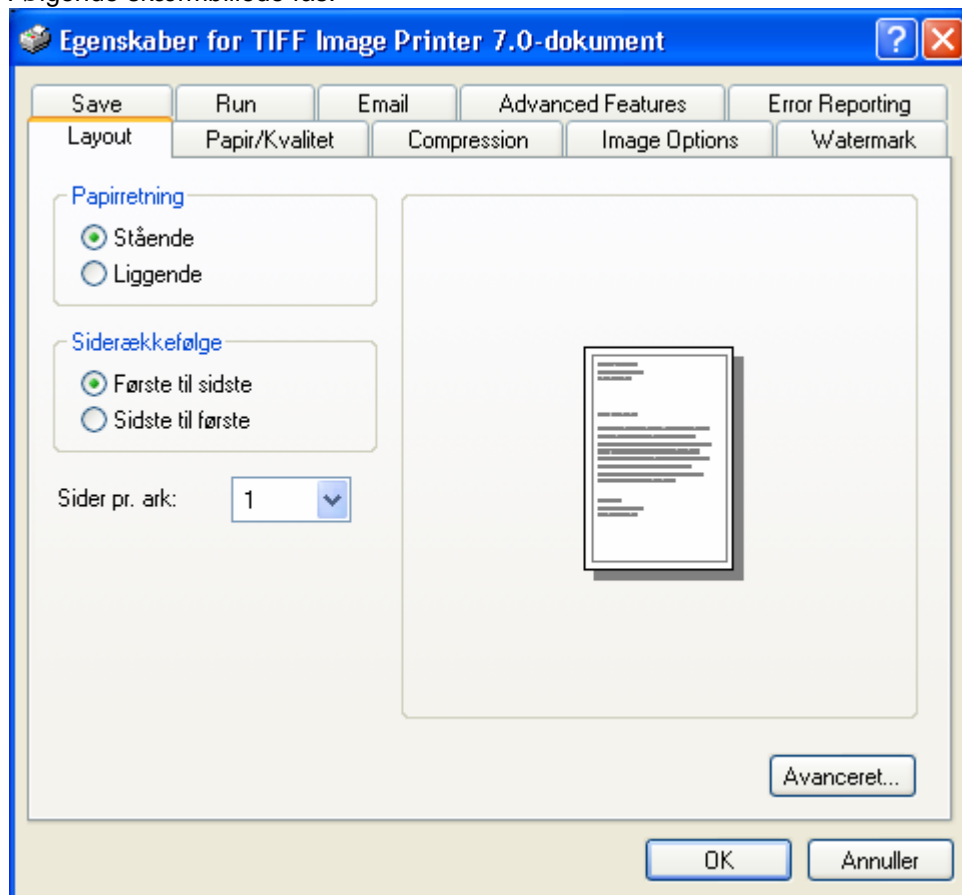 Egenskaber for TIFF Image Printer 7.0-dokument
Save Run Email Advanced Features Error Reporting
Layout Papir/Kvalitet Compression Image Options Watermark
Papirretning
Stående
Liggende
Siderækkefølge
Første til sidste
Sidste til første
Sider pr. ark: 1
Avanceret...
OK Annuller